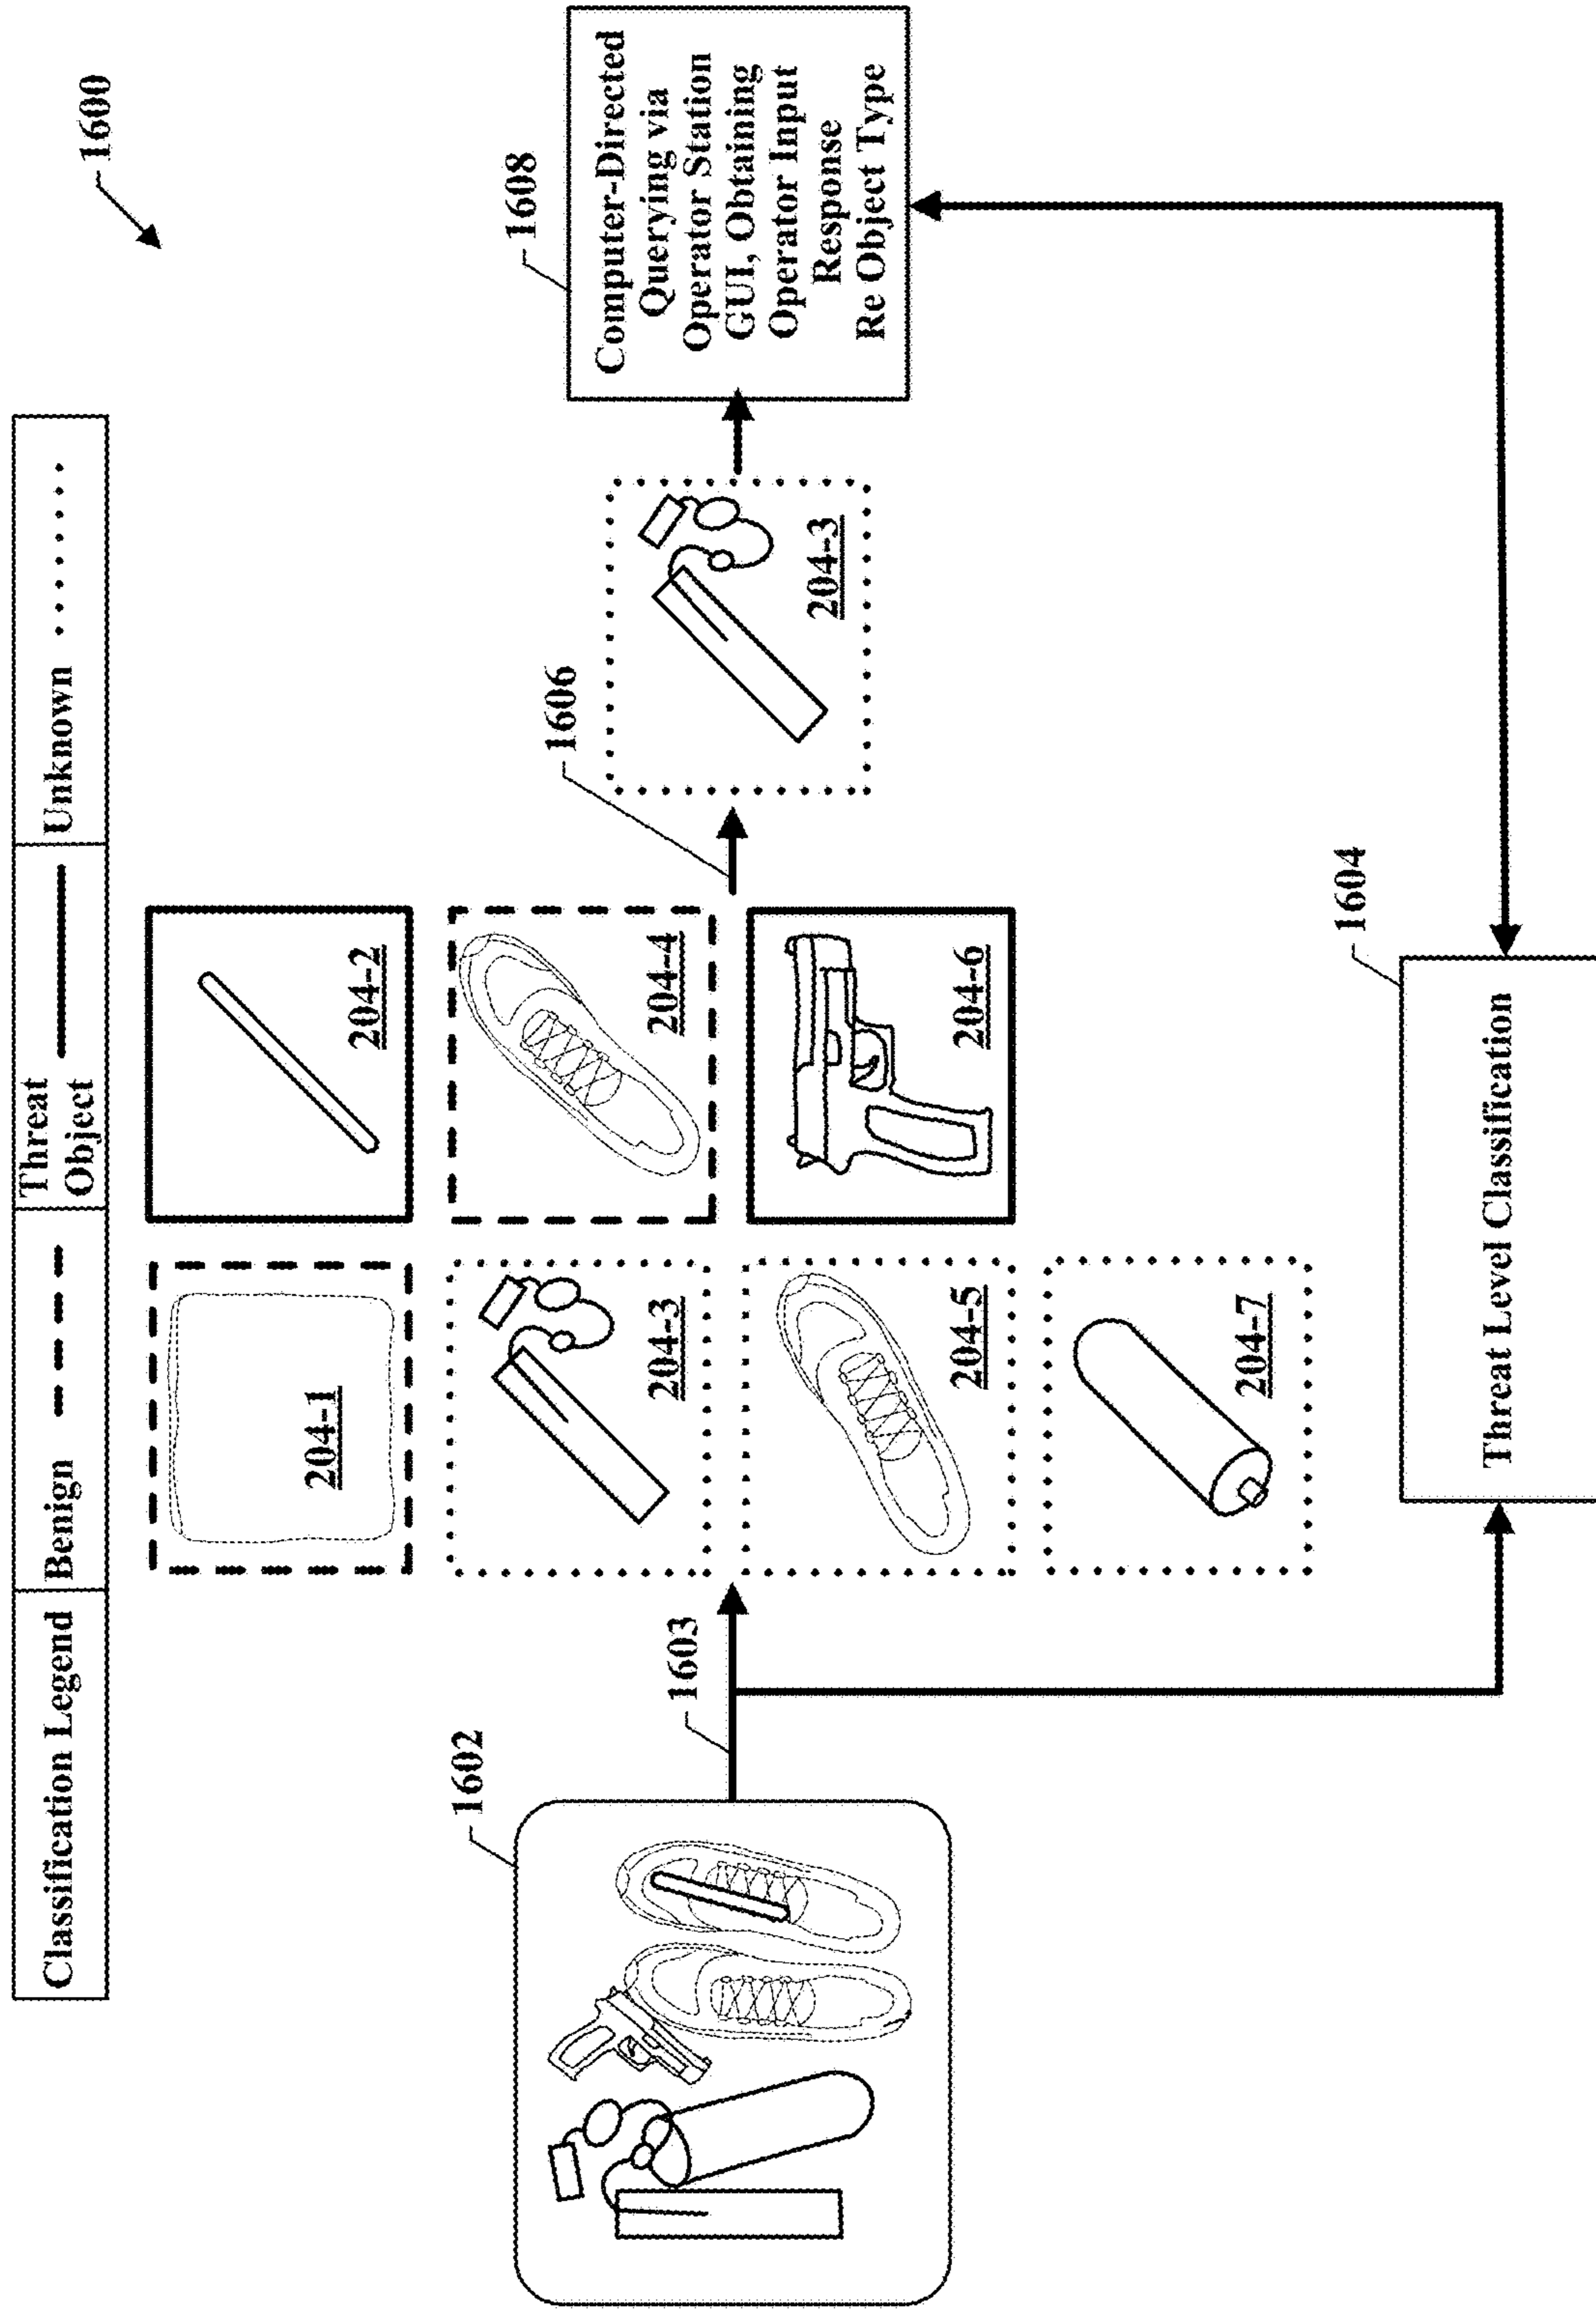 1600
Classification Legend
Benign
Threat
Object
Unknown
204-1
204-2
1602
1603
204-3
204-4
1606
204-3
1608
Computer-Directed
Querying via
Operator Station
GUI, Obtaining
Operator Input
Response
Re Object Type
204-5
204-6
204-7
1604
Threat Level Classification